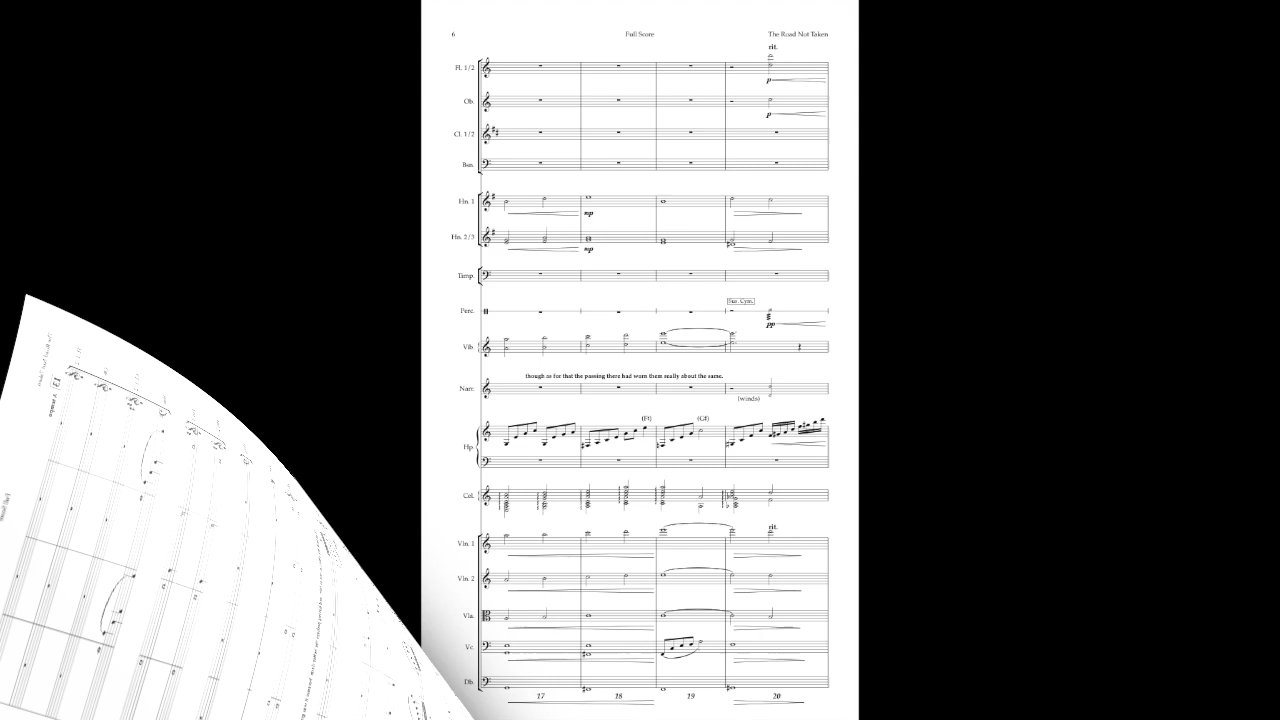 6 Full Score The Road Not Taken
rit.
Fl. 1/2
p
Ob.
p
Cl. 1/2
Bsn.
Hn. 1
mp
Hn. 2/3
mp
Timp.
Sus. Cym.
Perc.
pp
Vib.
though as for that the passing there had worn them really about the same.
Narr.
(winds)
(F♮) (C♯)
Hp.
Cel.
rit.
Vln. 1
Vln. 2
Vla.
Vc.
Db.
17 18 19 20